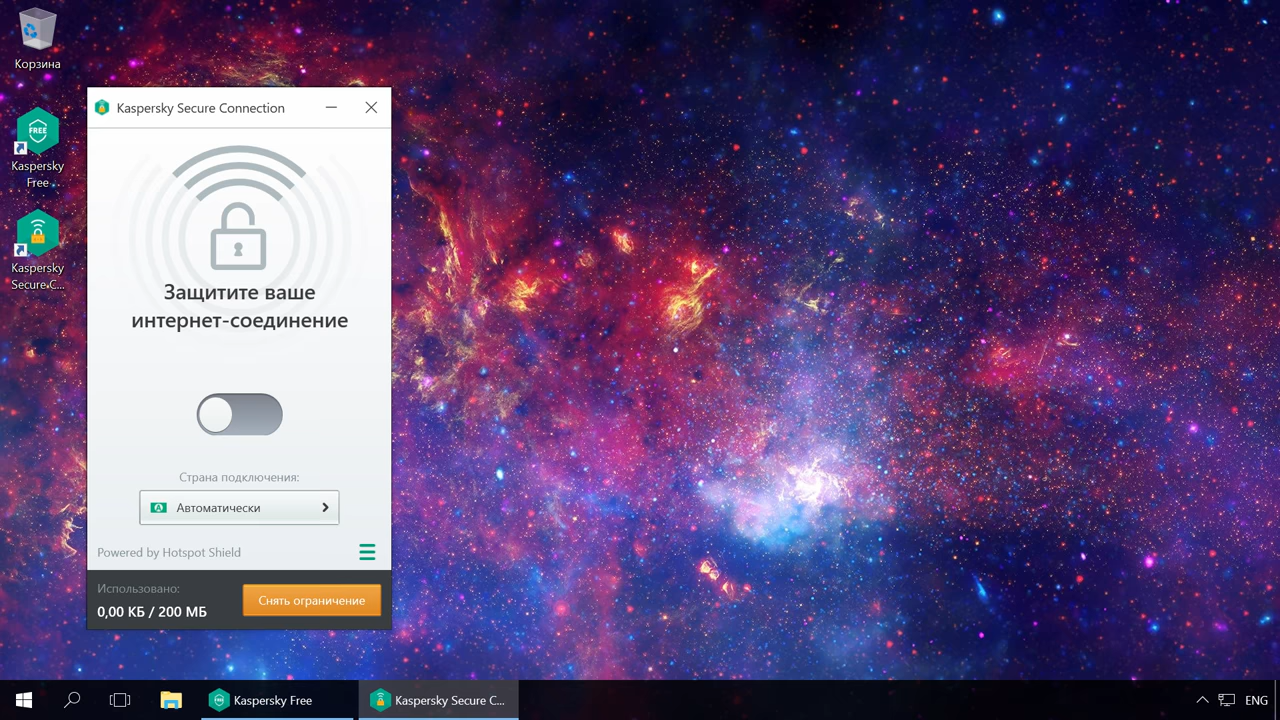 Корзина
FREE
Kaspersky
Free
Kaspersky
Secure C...
Kaspersky Secure Connection
Защитите ваше
интернет-соединение
Страна подключения:
A Автоматически
Powered by Hotspot Shield
Использовано:
0,00 КБ / 200 МБ
Снять ограничение
Kaspersky Free
Kaspersky Secure C...
ENG